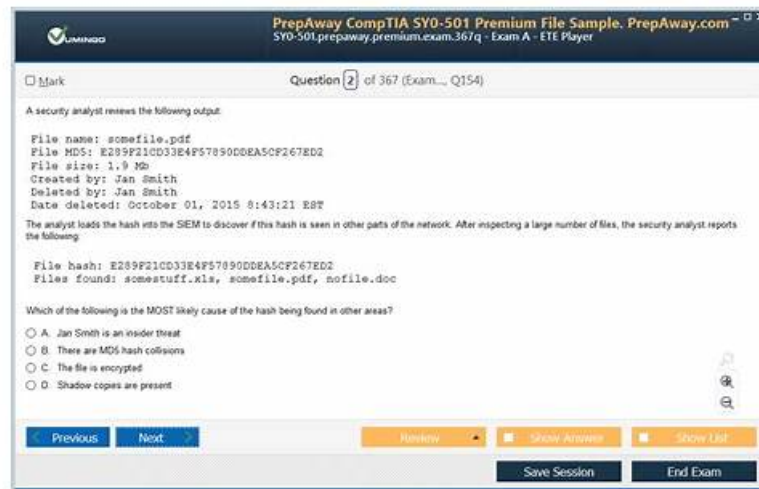 VUMINGO
PrepAway CompTIA SY0-501 Premium File Sample. PrepAway.com
SY0-501.prepaway.premium.exam.367q - Exam A - ETE Player
Mark
Question 2 of 367 (Exam..., Q154)
A security analyst reviews the following output:
File name: somefile.pdf
File MD5: E289F21CD33E4F57890DDEA5CF267ED2
File size: 1.9 Mb
Created by: Jan Smith
Deleted by: Jan Smith
Date deleted: October 01, 2015 8:43:21 EST
The analyst loads the hash into the SIEM to discover if this hash is seen in other parts of the network. After inspecting a large number of files, the security analyst reports
the following:
File hash: E289F21CD33E4F57890DDEA5CF267ED2
Files found: somestuff.xls, somefile.pdf, nofile.doc
Which of the following is the MOST likely cause of the hash being found in other areas?
A. Jan Smith is an insider threat
B. There are MD5 hash collisions
C. The file is encrypted
D. Shadow copies are present
Previous
Next
Review
Show Answer
Show List
Save Session
End Exam